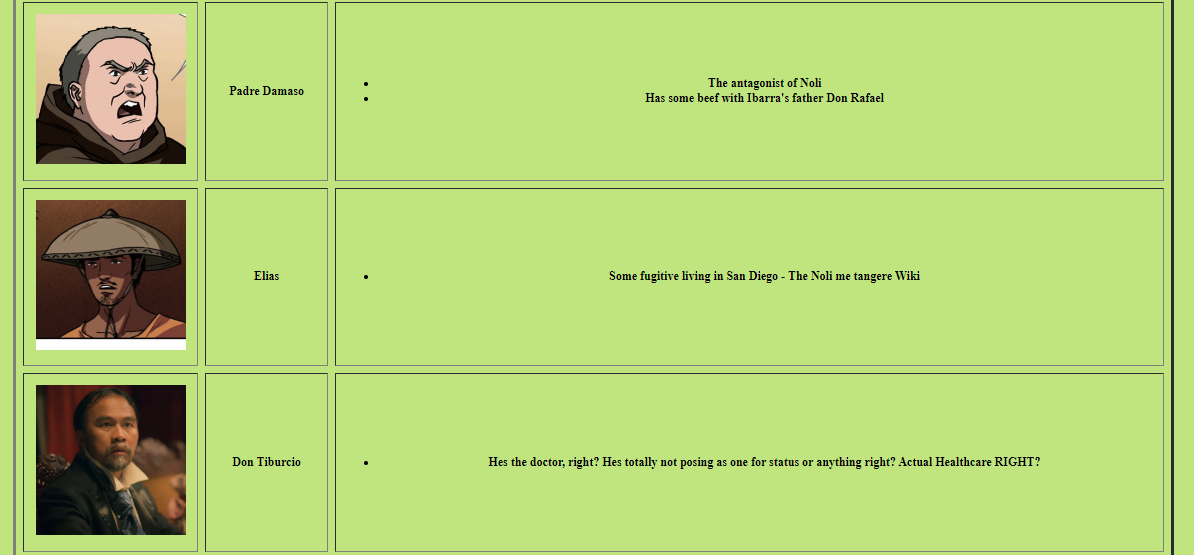 Padre Damaso
The antagonist of Noli
Has some beef with Ibarra's father Don Rafael
Elias
Some fugitive living in San Diego - The Noli me tangere Wiki
Don Tiburcio
Hes the doctor, right? Hes totally not posing as one for status or anything right? Actual Healthcare RIGHT?